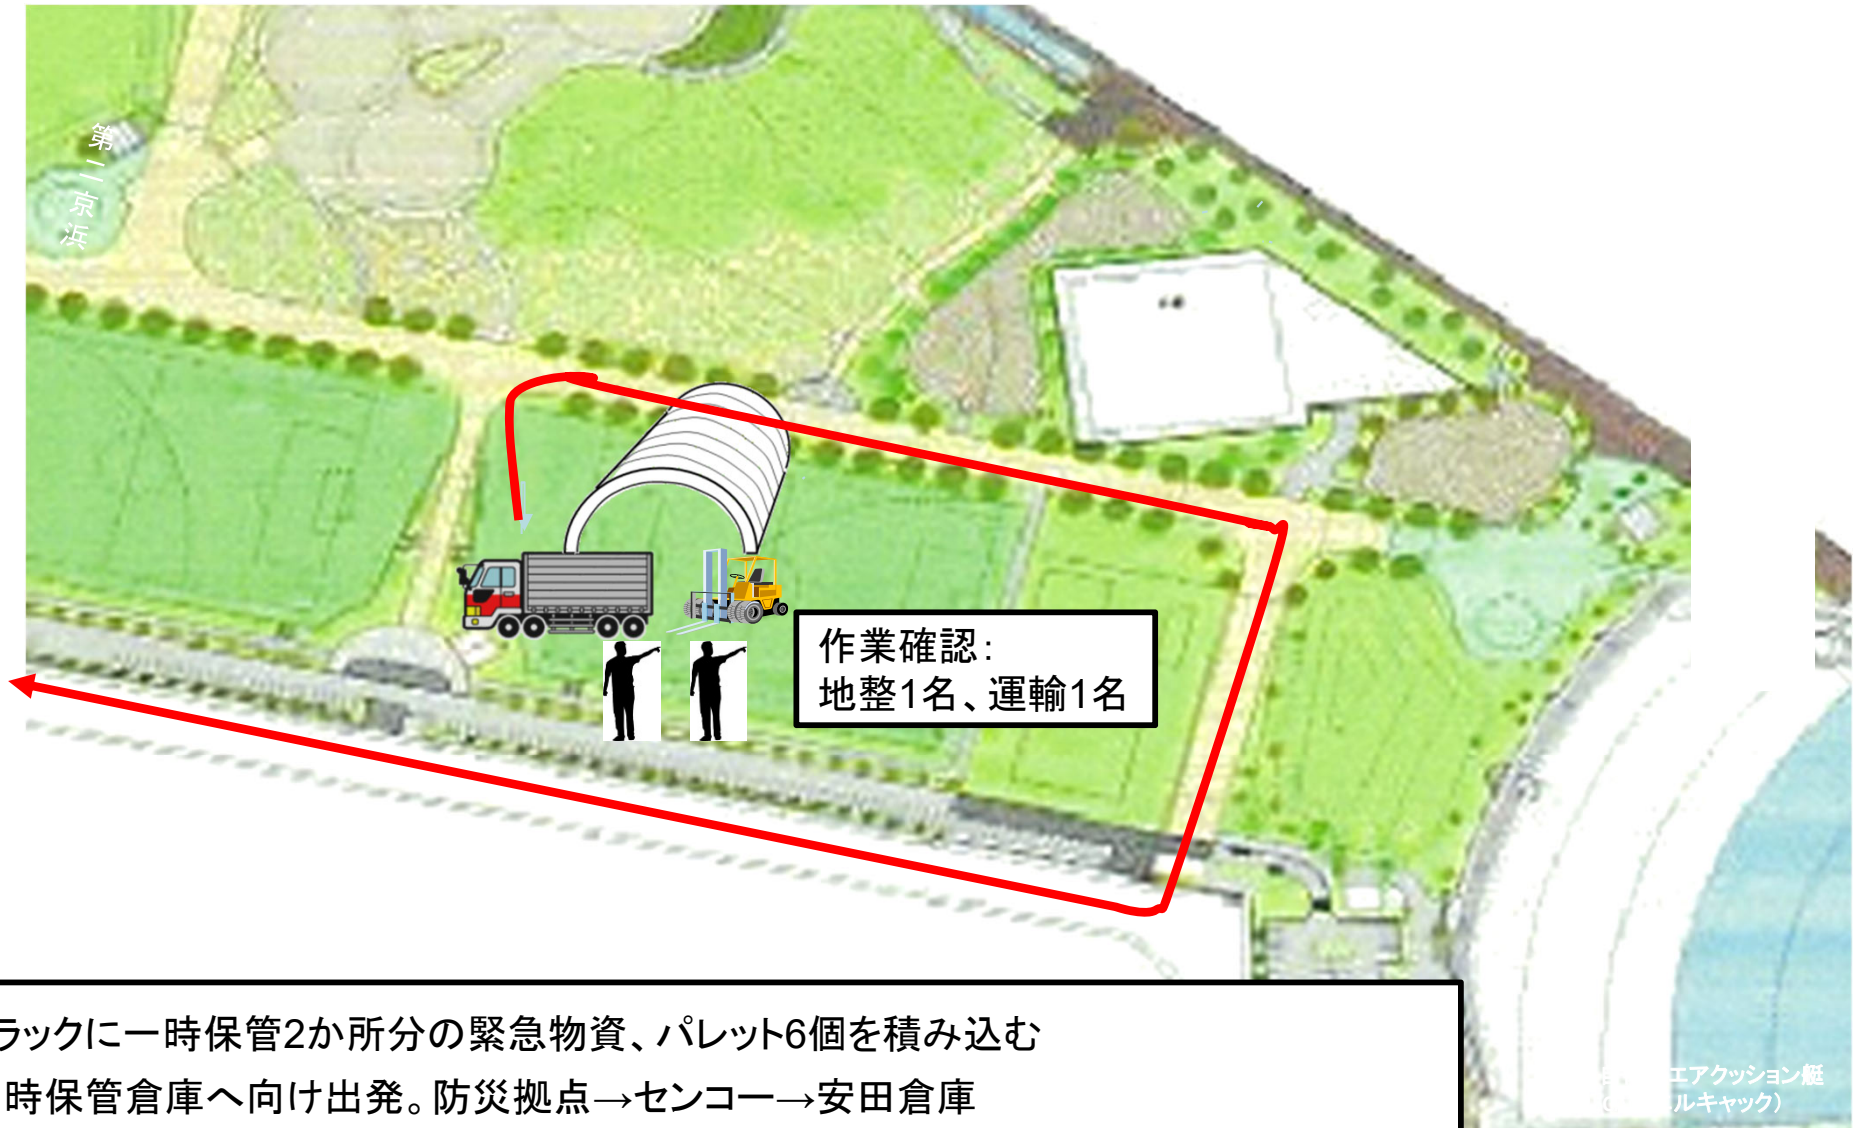 第二京浜
作業確認:
地整1名、運輸1名
ラックに一時保管2か所分の緊急物資、パレット6個を積み込む
時保管倉庫へ向け出発。防災拠点→センコー→安田倉庫
エアクッション艇
ルキャック)